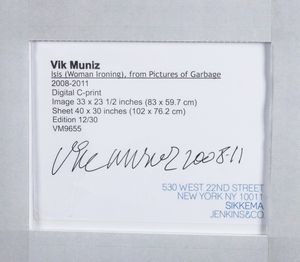 Vik Muniz
Isis (Woman Ironing), from Pictures of Garbage
2008-2011
Digital C-print
Image 33 x 23 1/2 inches (83 x 59.7 cm)
Sheet 40 x 30 inches (102 x 76.2 cm)
Edition 12/30
VM9655
Vik Muniz 2008-11
530 WEST 22ND STREET
NEW YORK NY 10011
SIKKEMA
JENKINS&CO.